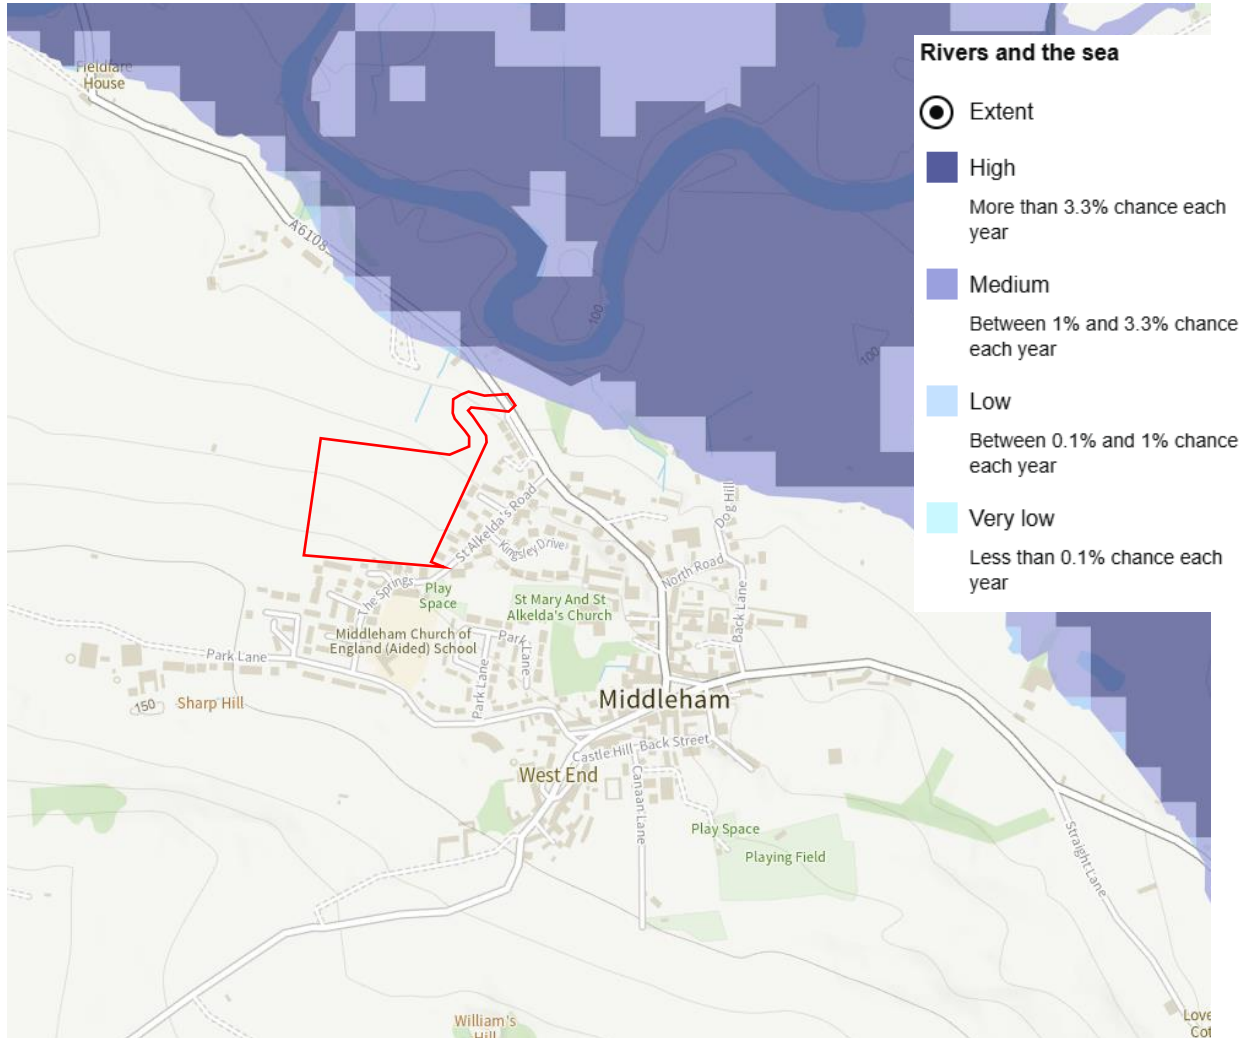 Rivers and the sea
Extent
High
More than 3.3% chance each
year
Medium
Between 1% and 3.3% chance
each year
Low
Between 0.1% and 1% chance
each year
Very low
Less than 0.1% chance each
year
Fieldfare
House
A6108
100
100
St Alkelda's Road
Kingsley Drive
Dog Hill
North Road
Back Lane
The Springs
Play
Space
St Mary And St
Alkelda's Church
Middleham Church of
England (Aided) School
Park Lane
Park Lane
Park Lane
150
Sharp Hill
Middleham
Castle Hill
Back Street
West End
Canaan Lane
Play Space
Playing Field
Straight Lane
William's
Hill
Love
Cot